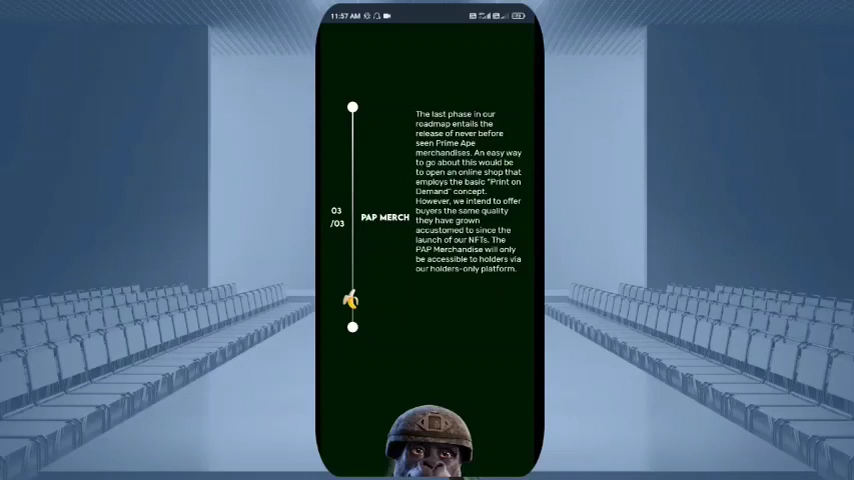 11:57 AM
The last phase in our
roadmap entails the
release of never before
seen Prime Ape
merchandises. An easy way
to go about this would be
to open an online shop that
employs the basic "Print on
Demand" concept.
However, we intend to offer
buyers the same quality
they have grown
accustomed to since the
launch of our NFTs. The
PAP Merchandise will only
be accessible to holders via
our holders-only platform.
03
/03
PAP MERCH